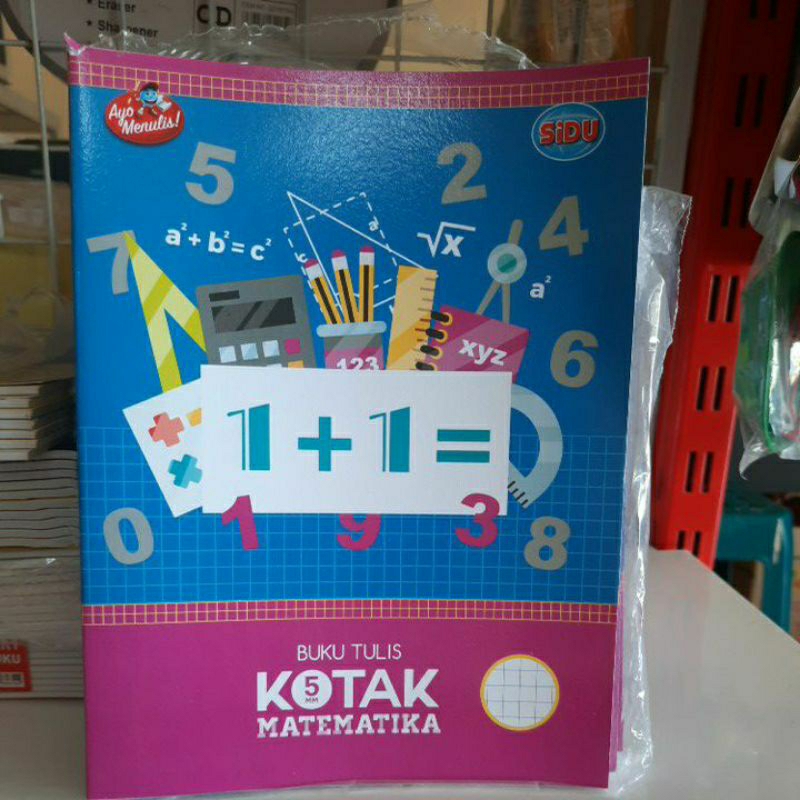 * Eraser
* Sharpener
CD
Ayo
Menulis!
SiDU
5
2
4
7
a²+b²=c²
a
c
√x
a²
6
123
xyz
1+1=
0
1
9
3
8
BUKU TULIS
KOTAK
5
MM
MATEMATIKA